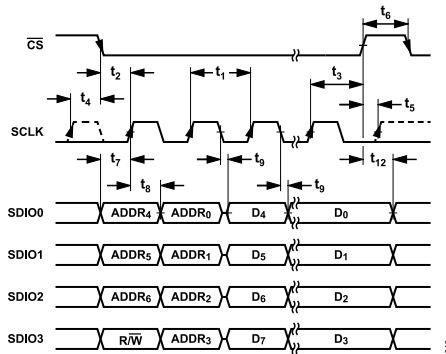 t6
CS
t2
t1
t3
t4
t5
SCLK
t7
t9
t9
t12
t8
SDIO0 ADDR4 ADDR0 D4 D0
SDIO1 ADDR5 ADDR1 D5 D1
SDIO2 ADDR6 ADDR2 D6 D2
SDIO3 R/W ADDR3 D7 D3